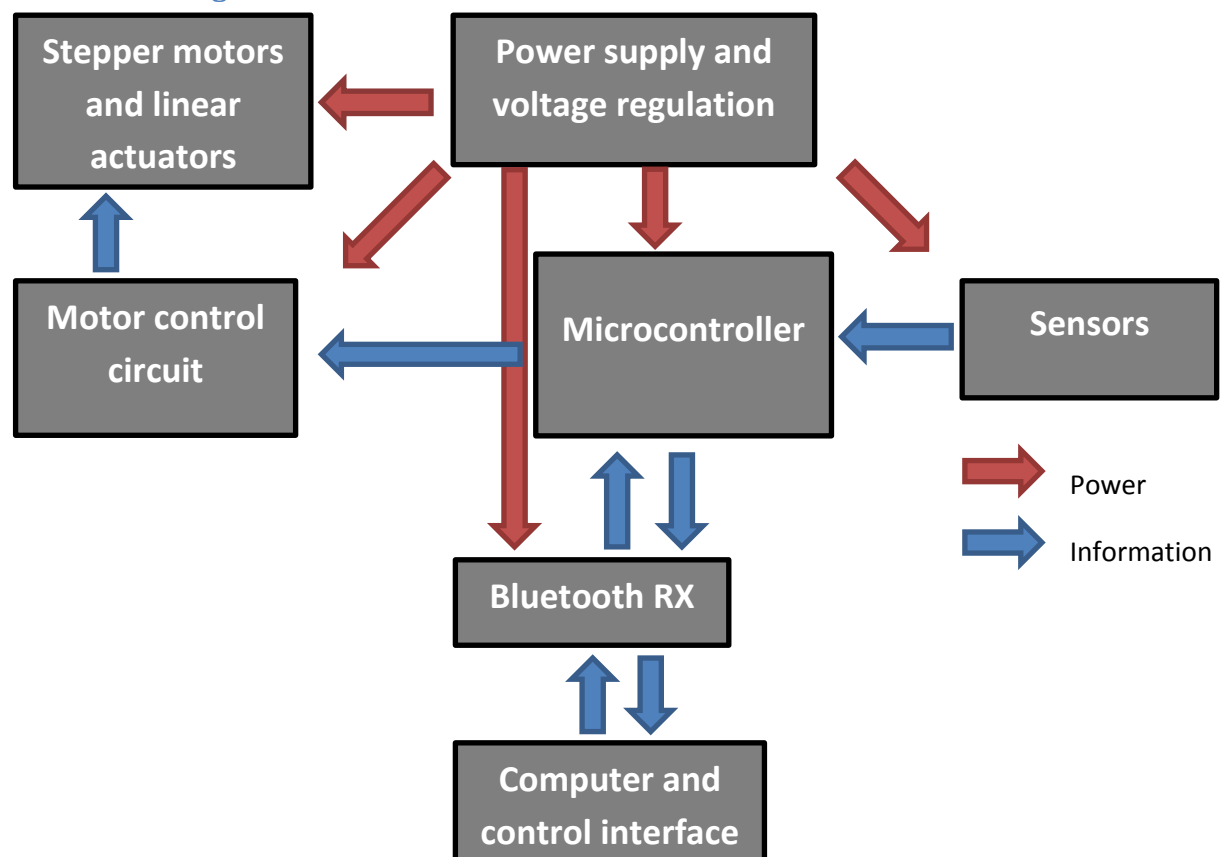 Stepper motors
and linear
actuators
Power supply and
voltage regulation
Motor control
circuit
Microcontroller
Sensors
Power
Information
Bluetooth RX
Computer and
control interface